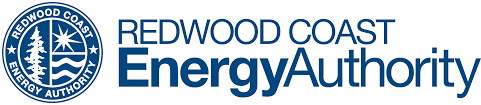 REDWOOD COAST
ENERGY AUTHORITY
REDWOOD COAST
EnergyAuthority